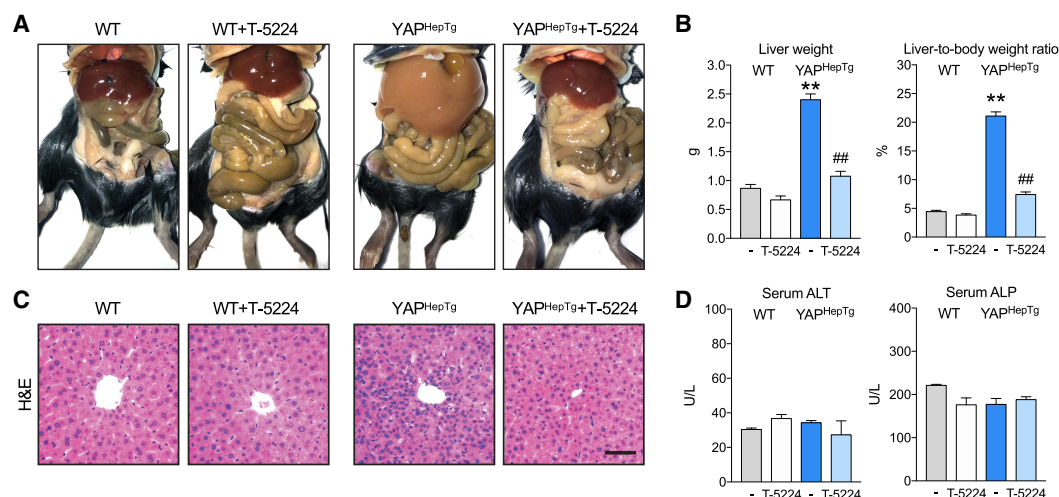 A
WT
WT+T-5224
YAPHepTg
YAPHepTg+T-5224
B
Liver weight
WT YAPHepTg
**
##
g
3.0
2.5
2.0
1.5
1.0
0.5
0.0
- T-5224 - T-5224
Liver-to-body weight ratio
WT YAPHepTg
**
##
%
30
25
20
15
10
5
0
- T-5224 - T-5224
C
WT
WT+T-5224
YAPHepTg
YAPHepTg+T-5224
H&E
D
Serum ALT
WT YAPHepTg
U/L
100
80
60
40
20
0
- T-5224 - T-5224
Serum ALP
WT YAPHepTg
U/L
400
300
200
100
0
- T-5224 - T-5224